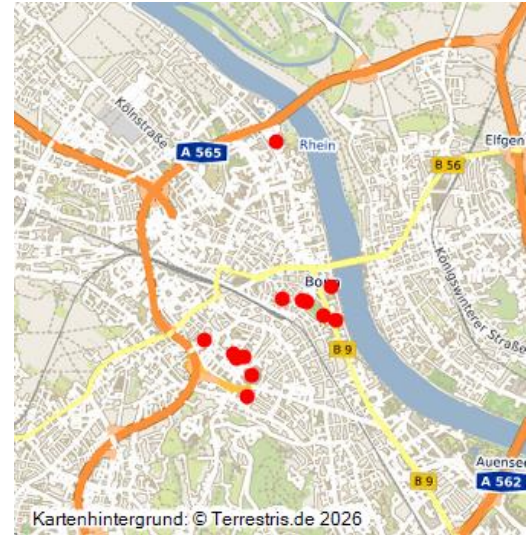 Kölnstraße
A 565
Rhein
Elfgen
B 56
Königswinterer Straße
Bonn
B 9
Auensee
B 9
A 562
Kartenhintergrund: © Terrestris.de 2026